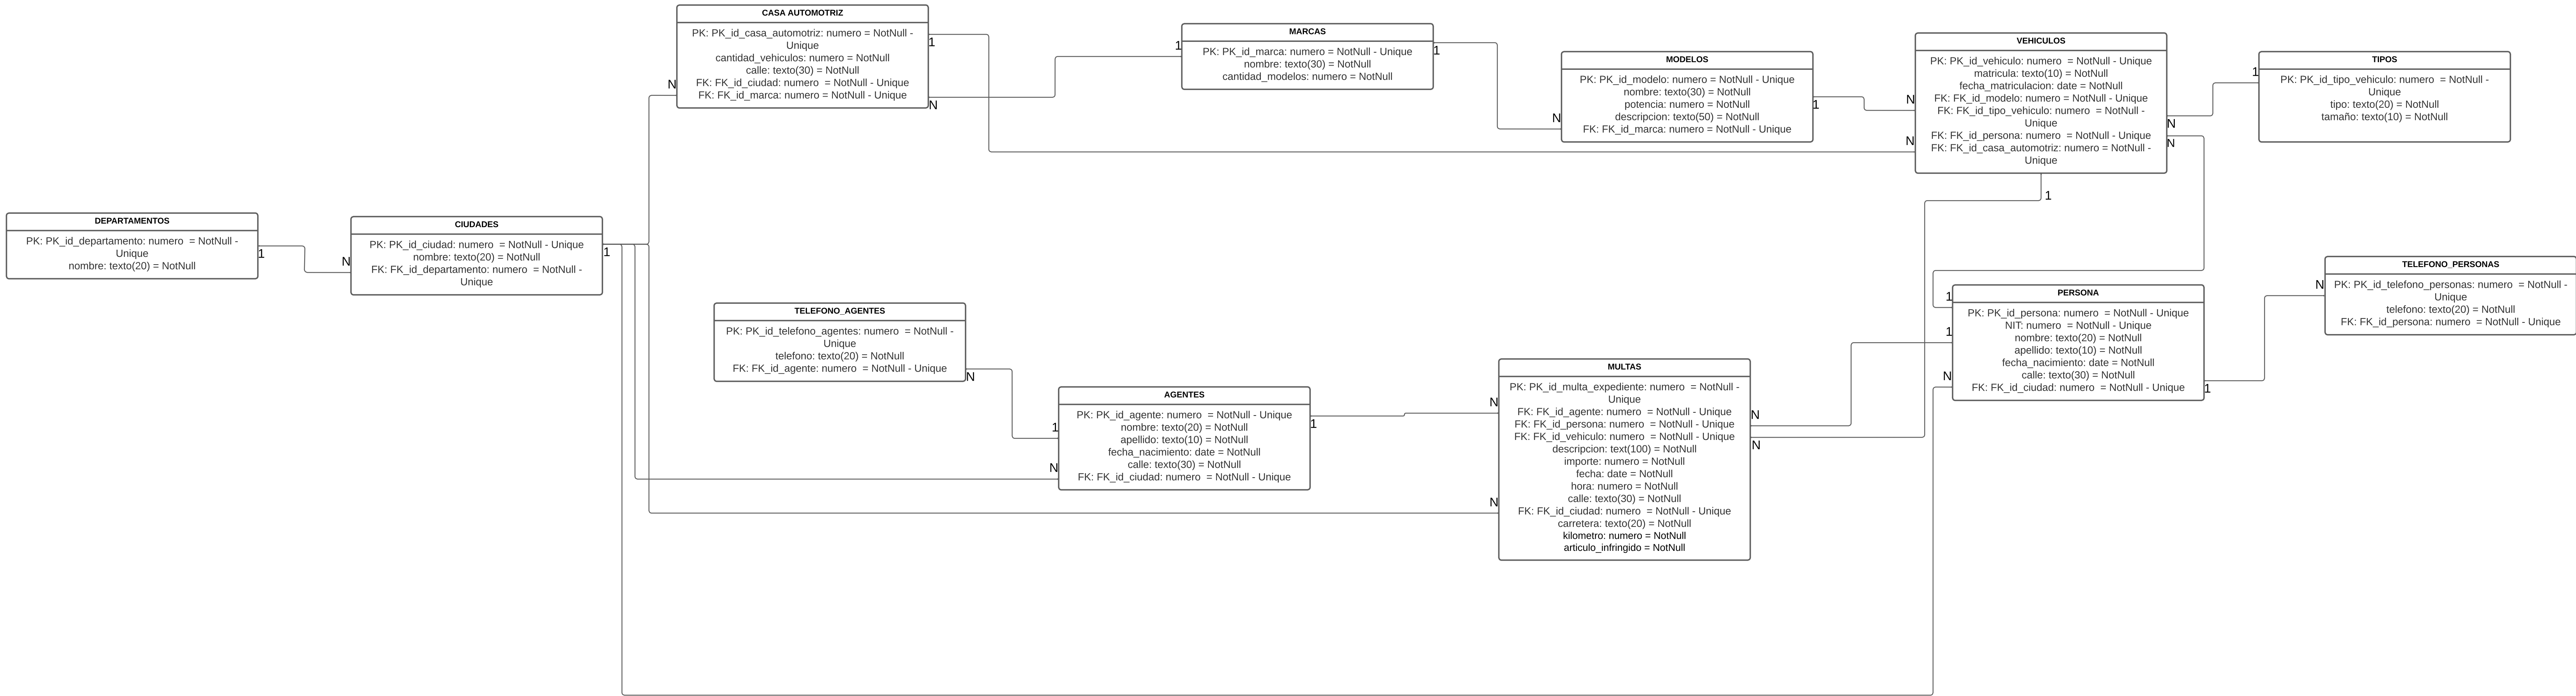 CASA AUTOMOTRIZ
PK: PK_id_casa_automotriz: numero = NotNull -
Unique
cantidad_vehiculos: numero = NotNull
calle: texto(30) = NotNull
FK: FK_id_ciudad: numero  = NotNull - Unique
FK: FK_id_marca: numero = NotNull - Unique
1
N
N
MARCAS
PK: PK_id_marca: numero = NotNull - Unique
nombre: texto(30) = NotNull
cantidad_modelos: numero = NotNull
1
1
MODELOS
PK: PK_id_modelo: numero = NotNull - Unique
nombre: texto(30) = NotNull
potencia: numero = NotNull
descripcion: texto(50) = NotNull
FK: FK_id_marca: numero = NotNull - Unique
N
1
VEHICULOS
PK: PK_id_vehiculo: numero  = NotNull - Unique
matricula: texto(10) = NotNull
fecha_matriculacion: date = NotNull
FK: FK_id_modelo: numero = NotNull - Unique
FK: FK_id_tipo_vehiculo: numero  = NotNull -
Unique
FK: FK_id_persona: numero  = NotNull - Unique
FK: FK_id_casa_automotriz: numero = NotNull -
Unique
N
N
N
N
1
TIPOS
PK: PK_id_tipo_vehiculo: numero  = NotNull -
Unique
tipo: texto(20) = NotNull
tamaño: texto(10) = NotNull
1
DEPARTAMENTOS
PK: PK_id_departamento: numero  = NotNull -
Unique
nombre: texto(20) = NotNull
1
CIUDADES
PK: PK_id_ciudad: numero  = NotNull - Unique
nombre: texto(20) = NotNull
FK: FK_id_departamento: numero  = NotNull -
Unique
N
1
TELEFONO_AGENTES
PK: PK_id_telefono_agentes: numero  = NotNull -
Unique
telefono: texto(20) = NotNull
FK: FK_id_agente: numero  = NotNull - Unique
N
AGENTES
PK: PK_id_agente: numero  = NotNull - Unique
nombre: texto(20) = NotNull
apellido: texto(10) = NotNull
fecha_nacimiento: date = NotNull
calle: texto(30) = NotNull
FK: FK_id_ciudad: numero  = NotNull - Unique
1
N
1
MULTAS
PK: PK_id_multa_expediente: numero  = NotNull -
Unique
FK: FK_id_agente: numero  = NotNull - Unique
FK: FK_id_persona: numero  = NotNull - Unique
FK: FK_id_vehiculo: numero  = NotNull - Unique
descripcion: text(100) = NotNull
importe: numero = NotNull
fecha: date = NotNull
hora: numero = NotNull
calle: texto(30) = NotNull
FK: FK_id_ciudad: numero  = NotNull - Unique
carretera: texto(20) = NotNull
kilometro: numero = NotNull
articulo_infringido = NotNull
N
N
N
N
PERSONA
PK: PK_id_persona: numero  = NotNull - Unique
NIT: numero  = NotNull - Unique
nombre: texto(20) = NotNull
apellido: texto(10) = NotNull
fecha_nacimiento: date = NotNull
calle: texto(30) = NotNull
FK: FK_id_ciudad: numero  = NotNull - Unique
1
1
N
1
TELEFONO_PERSONAS
PK: PK_id_telefono_personas: numero  = NotNull -
Unique
telefono: texto(20) = NotNull
FK: FK_id_persona: numero  = NotNull - Unique
N